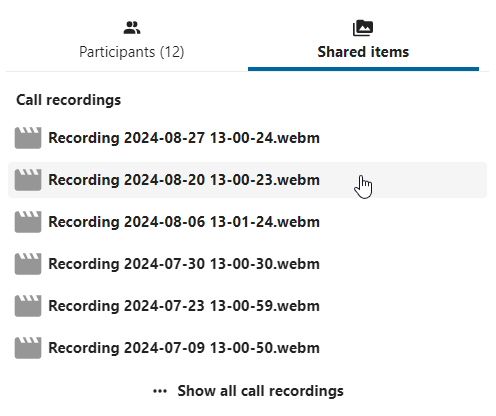 Participants (12)
Shared items
Call recordings
Recording 2024-08-27 13-00-24.webm
Recording 2024-08-20 13-00-23.webm
Recording 2024-08-06 13-01-24.webm
Recording 2024-07-30 13-00-30.webm
Recording 2024-07-23 13-00-59.webm
Recording 2024-07-09 13-00-50.webm
Show all call recordings